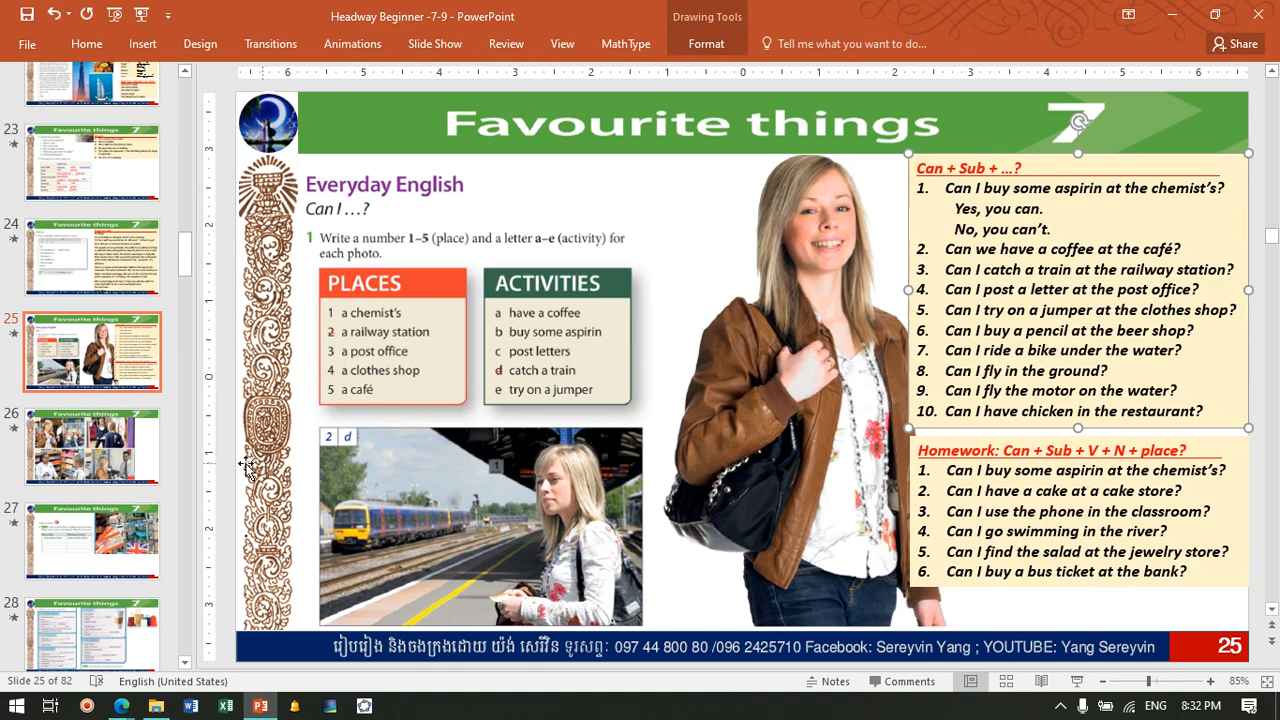 Headway Beginner -7-9 - PowerPoint
Drawing Tools
File
Home
Insert
Design
Transitions
Animations
Slide Show
Review
View
MathType
Format
Tell me what you want to do...
Share
23
24
25
26
27
28
Favourite things 7
Everyday English
Can I …?
1 Write a number 1–5 (place) and a letter a–e (activity) for
each photo.
PLACES
1 a chemist's
2 a railway station
3 a post office
4 a clothes shop
5 a café
ACTIVITIES
a have a coffee
b buy some aspirin
c post letters
d catch a train
e try on a jumper
2 d
1
Can + Sub + …?
1. Can I buy some aspirin at the chemist's?
Yes, you can.
No, you can't.
2. Can we have a coffee at the café?
3. Can I catch a train at the railway station?
4. Can I post a letter at the post office?
5. Can I try on a jumper at the clothes shop?
6. Can I buy a pencil at the beer shop?
7. Can I ride a bike under the water?
8. Can I fly in the ground?
9. Can I fly the motor on the water?
10. Can I have chicken in the restaurant?
Homework: Can + Sub + V + N + place?
1. Can I buy some aspirin at the chemist's?
2. Can I have a cake at a cake store?
3. Can I use the phone in the classroom?
4. Can I go swimming in the river?
5. Can I find the salad at the jewelry store?
6. Can I buy a bus ticket at the bank?
រៀបរៀង និងចងក្រងដោយ យ៉ង់ សេរីវីន ទូរសព្ទ: 097 44 800 80 /096 2425710 Facebook: Sereyvin Yang ; YOUTUBE: Yang Sereyvin
25
Slide 25 of 82
English (United States)
Notes
Comments
85%
ENG
8:32 PM